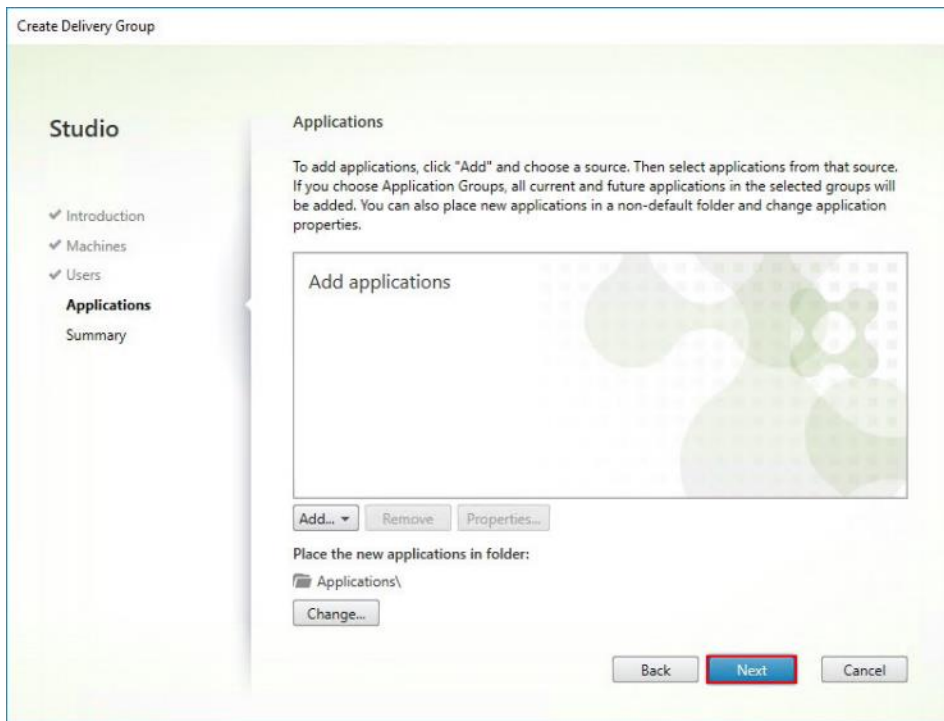 Create Delivery Group
Studio
✔ Introduction
✔ Machines
✔ Users
Applications
Summary
Applications
To add applications, click "Add" and choose a source. Then select applications from that source.
If you choose Application Groups, all current and future applications in the selected groups will
be added. You can also place new applications in a non-default folder and change application
properties.
Add applications
Add...
Remove
Properties...
Place the new applications in folder:
Applications\
Change...
Back
Next
Cancel